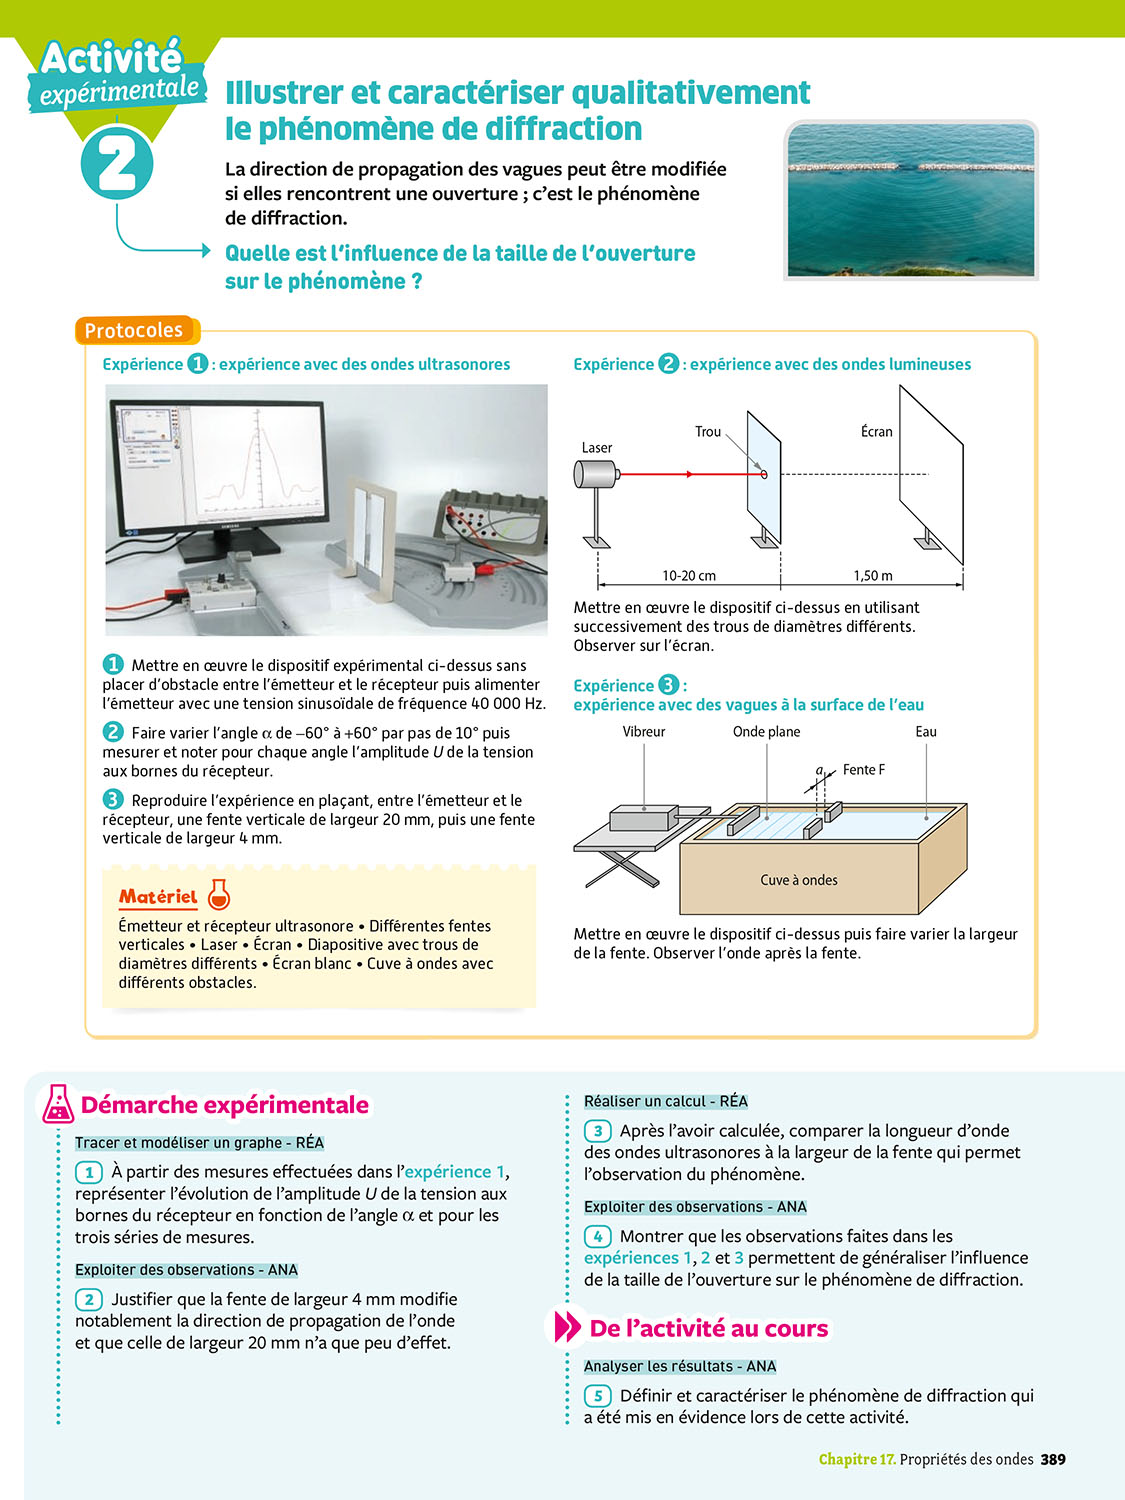 Activité
expérimentale
2
Illustrer et caractériser qualitativement
le phénomène de diffraction
La direction de propagation des vagues peut être modifiée
si elles rencontrent une ouverture ; c’est le phénomène
de diffraction.
Quelle est l’influence de la taille de l’ouverture
sur le phénomène ?
Protocoles
Expérience 1 : expérience avec des ondes ultrasonores
SAMSUNG
1 Mettre en œuvre le dispositif expérimental ci-dessus sans
placer d’obstacle entre l’émetteur et le récepteur puis alimenter
l’émetteur avec une tension sinusoïdale de fréquence 40 000 Hz.
2 Faire varier l’angle α de –60° à +60° par pas de 10° puis
mesurer et noter pour chaque angle l’amplitude U de la tension
aux bornes du récepteur.
3 Reproduire l’expérience en plaçant, entre l’émetteur et le
récepteur, une fente verticale de largeur 20 mm, puis une fente
verticale de largeur 4 mm.
Matériel
Émetteur et récepteur ultrasonore • Différentes fentes
verticales • Laser • Écran • Diapositive avec trous de
diamètres différents • Écran blanc • Cuve à ondes avec
différents obstacles.
Expérience 2 : expérience avec des ondes lumineuses
Laser
Trou
Écran
10-20 cm
1,50 m
Mettre en œuvre le dispositif ci-dessus en utilisant
successivement des trous de diamètres différents.
Observer sur l’écran.
Expérience 3 :
expérience avec des vagues à la surface de l’eau
Vibreur
Onde plane
Eau
a
Fente F
Cuve à ondes
Mettre en œuvre le dispositif ci-dessus puis faire varier la largeur
de la fente. Observer l’onde après la fente.
Démarche expérimentale
Tracer et modéliser un graphe - RÉA
1 À partir des mesures effectuées dans l’expérience 1,
représenter l’évolution de l’amplitude U de la tension aux
bornes du récepteur en fonction de l’angle α et pour les
trois séries de mesures.
Exploiter des observations - ANA
2 Justifier que la fente de largeur 4 mm modifie
notablement la direction de propagation de l’onde
et que celle de largeur 20 mm n’a que peu d’effet.
Réaliser un calcul - RÉA
3 Après l’avoir calculée, comparer la longueur d’onde
des ondes ultrasonores à la largeur de la fente qui permet
l’observation du phénomène.
Exploiter des observations - ANA
4 Montrer que les observations faites dans les
expériences 1, 2 et 3 permettent de généraliser l’influence
de la taille de l’ouverture sur le phénomène de diffraction.
De l’activité au cours
Analyser les résultats - ANA
5 Définir et caractériser le phénomène de diffraction qui
a été mis en évidence lors de cette activité.
Chapitre 17. Propriétés des ondes 389